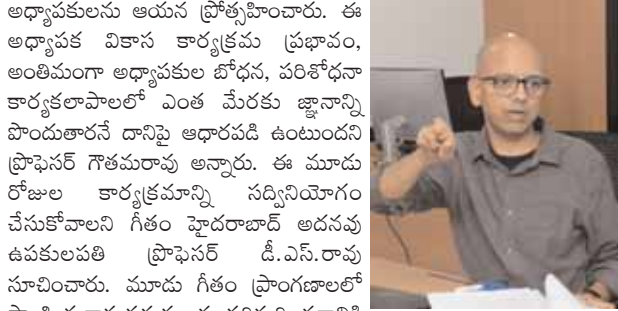 అధ్యాపకులను ఆయన ప్రోత్సహించారు. ఈ
అధ్యాపక వికాస కార్యక్రమ ప్రభావం,
అంతిమంగా అధ్యాపకుల బోధన, పరిశోధనా
కార్యకలాపాలలో ఎంత మేరకు జ్ఞానాన్ని
పొందుతారనే దానిపై ఆధారపడి ఉంటుందని
ప్రొఫెసర్ గౌతమరావు అన్నారు. ఈ మూడు
రోజుల కార్యక్రమాన్ని సద్వినియోగం
చేసుకోవాలని గీతం హైదరాబాద్ అదనవు
ఉపకులపతి ప్రొఫెసర్ డీ.ఎస్.రావు
సూచించారు. మూడు గీతం ప్రాంగణాలలో